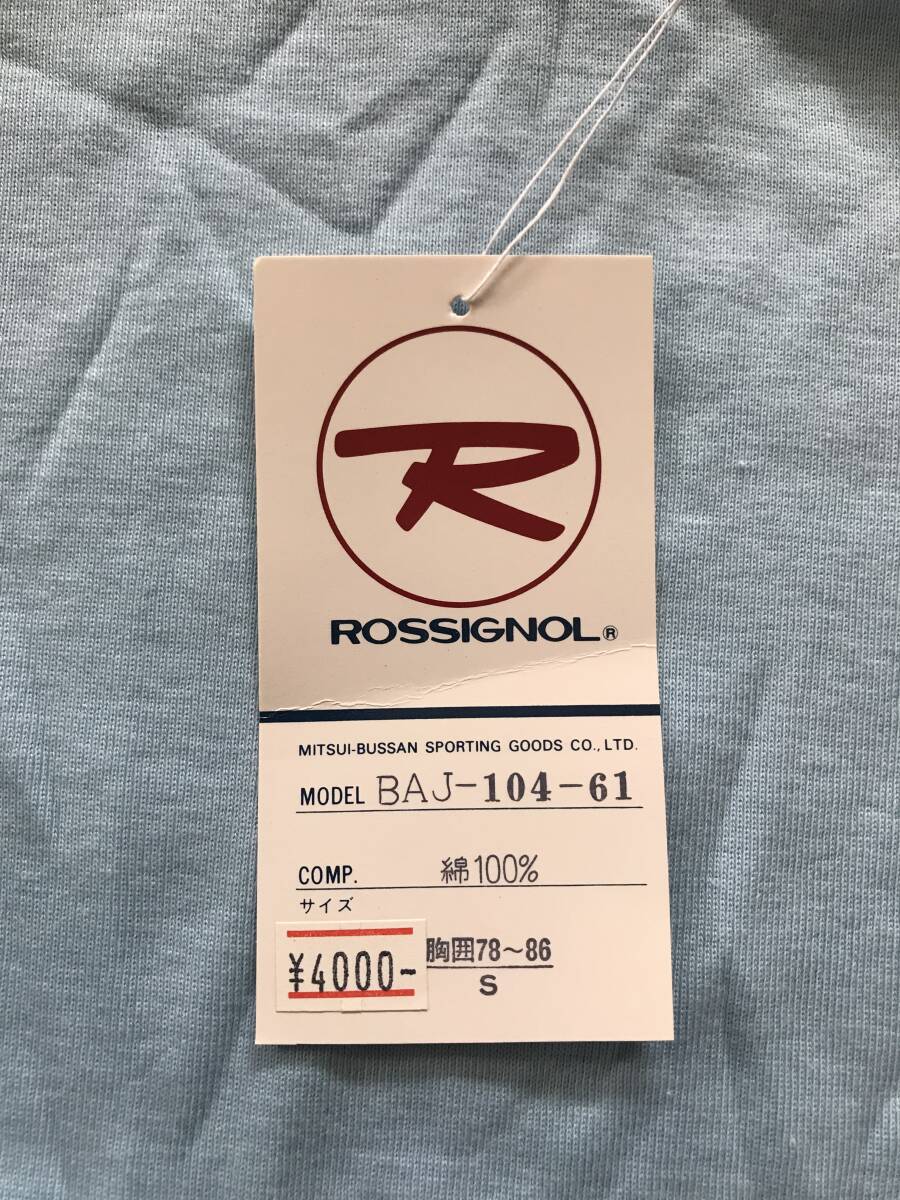 R
ROSSIGNOL®
MITSUI-BUSSAN SPORTING GOODS CO., LTD.
MODEL BAJ-104-61
COMP. 綿100%
サイズ
¥4000-
胸囲78~86
S